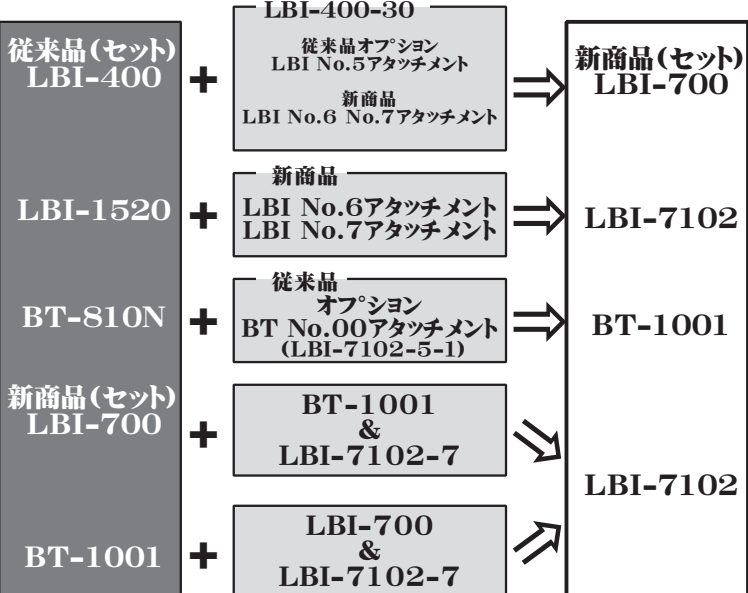 従来品(セット)
LBI-400
+
LBI-400-30
従来品オプション
LBI No.5アタッチメント
新商品
LBI No.6 No.7アタッチメント
新商品(セット)
LBI-700
LBI-1520
+
新商品
LBI No.6アタッチメント
LBI No.7アタッチメント
LBI-7102
BT-810N
+
従来品
オプション
BT No.00アタッチメント
(LBI-7102-5-1)
BT-1001
新商品(セット)
LBI-700
+
BT-1001
&
LBI-7102-7
LBI-7102
BT-1001
+
LBI-700
&
LBI-7102-7